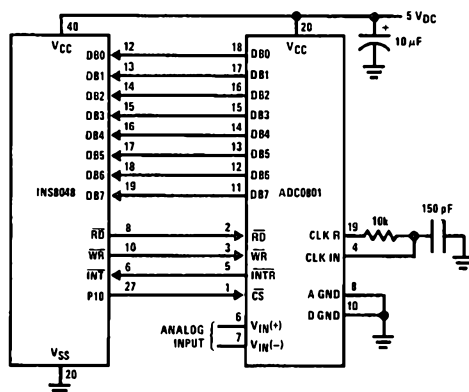 40 20 5 VDC
VCC VCC + 10 µF
DB0 12 18 DB0
DB1 13 17 DB1
DB2 14 16 DB2
DB3 15 15 DB3
DB4 16 14 DB4
DB5 17 13 DB5
DB6 18 12 DB6
DB7 19 11 DB7
INS8048 ADC0801
150 pF
RD 8 2 RD CLK R 19 10k
WR 10 3 WR CLK IN 4
INT 6 5 INTR
P10 27 1 CS A GND 8
D GND 10
ANALOG INPUT 6 VIN(+)
7 VIN(−)
VSS
20